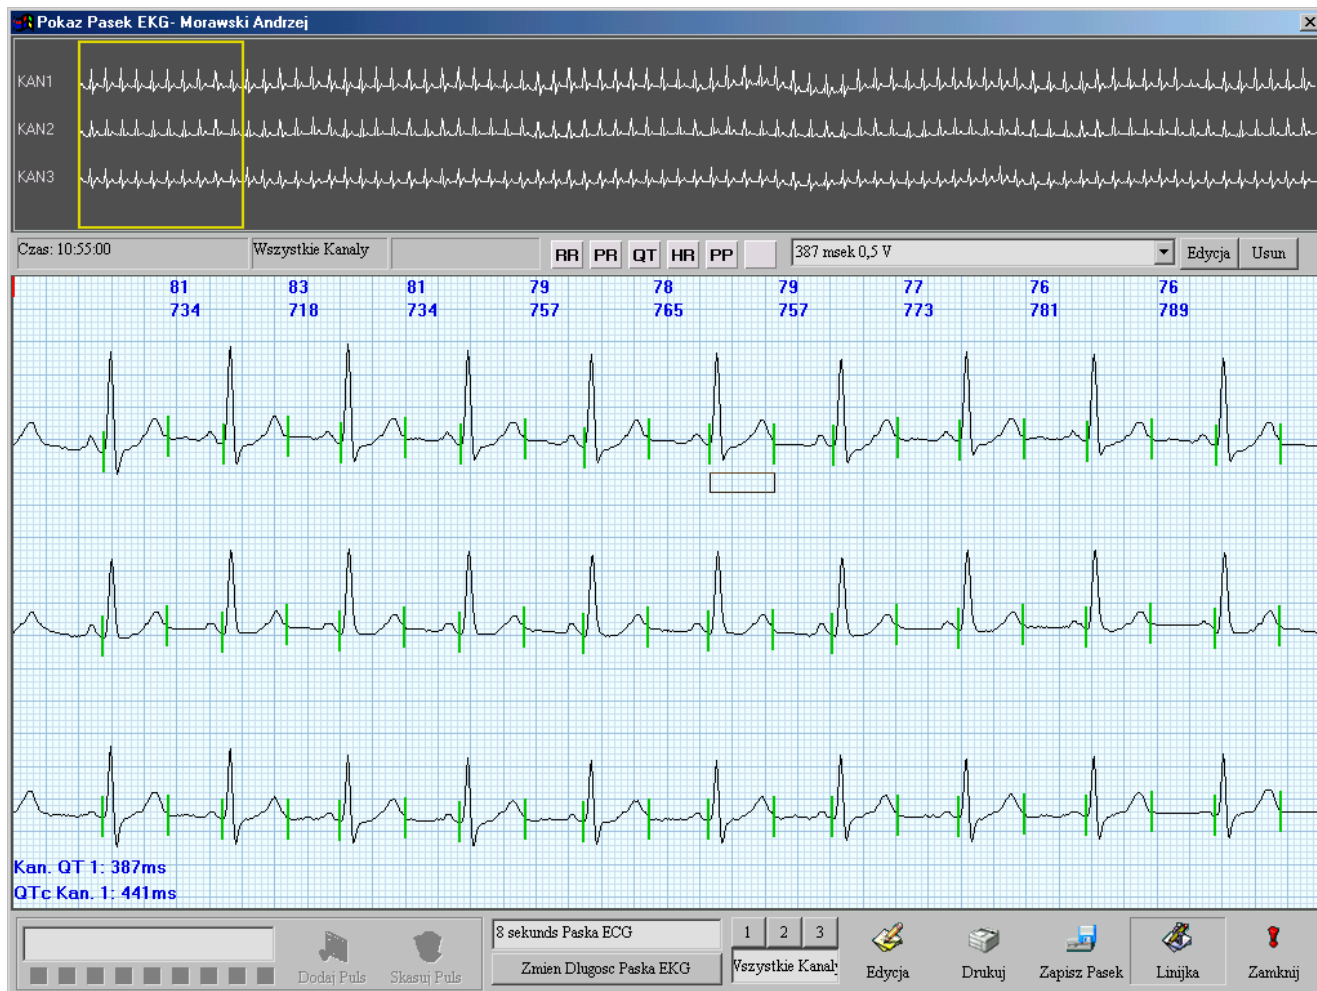 Pokaz Pasek EKG- Morawski Andrzej
KAN1
KAN2
KAN3
Czas: 10:55:00 Wszystkie Kanaly RR PR QT HR PP 387 msek 0,5 V Edycja Usun
81 83 81 79 78 79 77 76 76
734 718 734 757 765 757 773 781 789
Kan. QT 1: 387ms
QTc Kan. 1: 441ms
Dodaj Puls Skasuj Puls
8 sekunds Paska ECG
Zmien Dlugosc Paska EKG
1 2 3
Wszystkie Kanaly
Edycja Drukuj Zapisz Pasek Linijka Zamknij